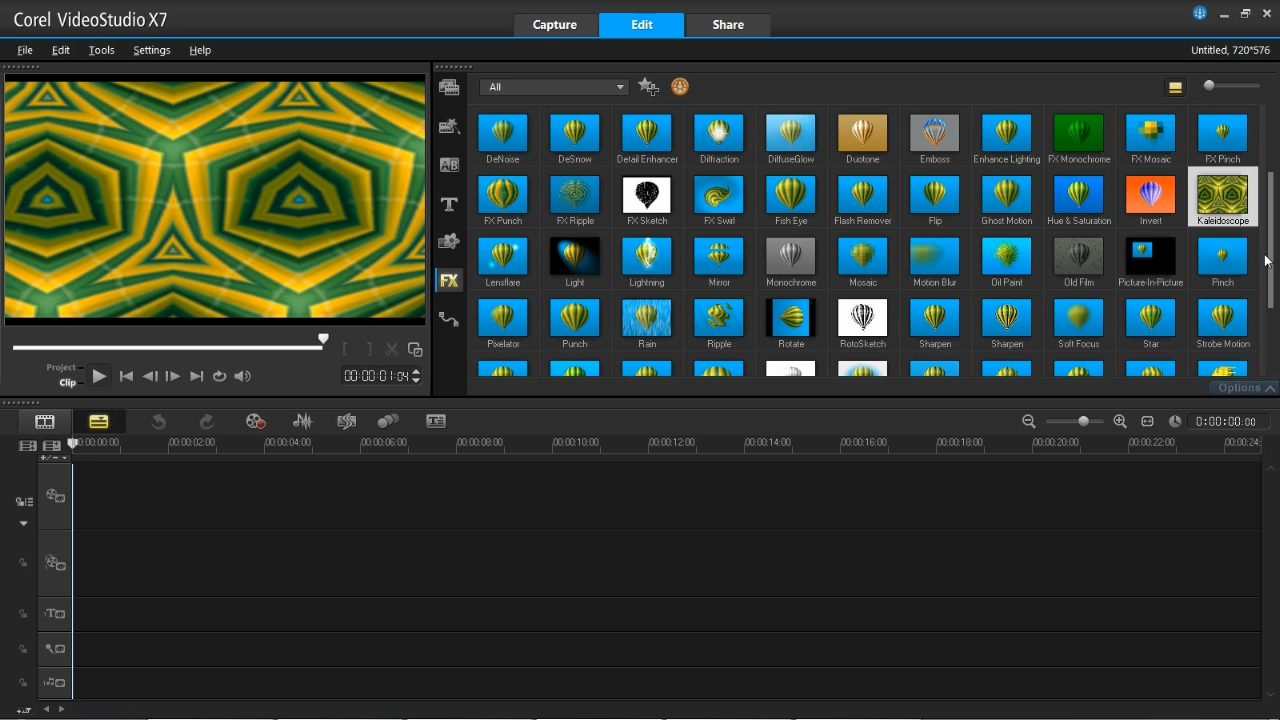 Corel VideoStudio X7
Capture Edit Share
File Edit Tools Settings Help
Untitled, 720*576
All
DeNoise DeSnow Detail Enhancer Diffraction DiffuseGlow Duotone Emboss Enhance Lighting FX Monochrome FX Mosaic FX Pinch
FX Punch FX Ripple FX Sketch FX Swirl Fish Eye Flash Remover Flip Ghost Motion Hue & Saturation Invert Kaleidoscope
Lensflare Light Lightning Mirror Monochrome Mosaic Motion Blur Oil Paint Old Film Picture-In-Picture Pinch
Pixelator Punch Rain Ripple Rotate RotoSketch Sharpen Sharpen Soft Focus Star Strobe Motion
AB
T
FX
Project
Clip
00:00:01:04
Options
0:00:00:00
00:00:00:00 00:00:02:00 00:00:04:00 00:00:06:00 00:00:08:00 00:00:10:00 00:00:12:00 00:00:14:00 00:00:16:00 00:00:18:00 00:00:20:00 00:00:22:00 00:00:24: